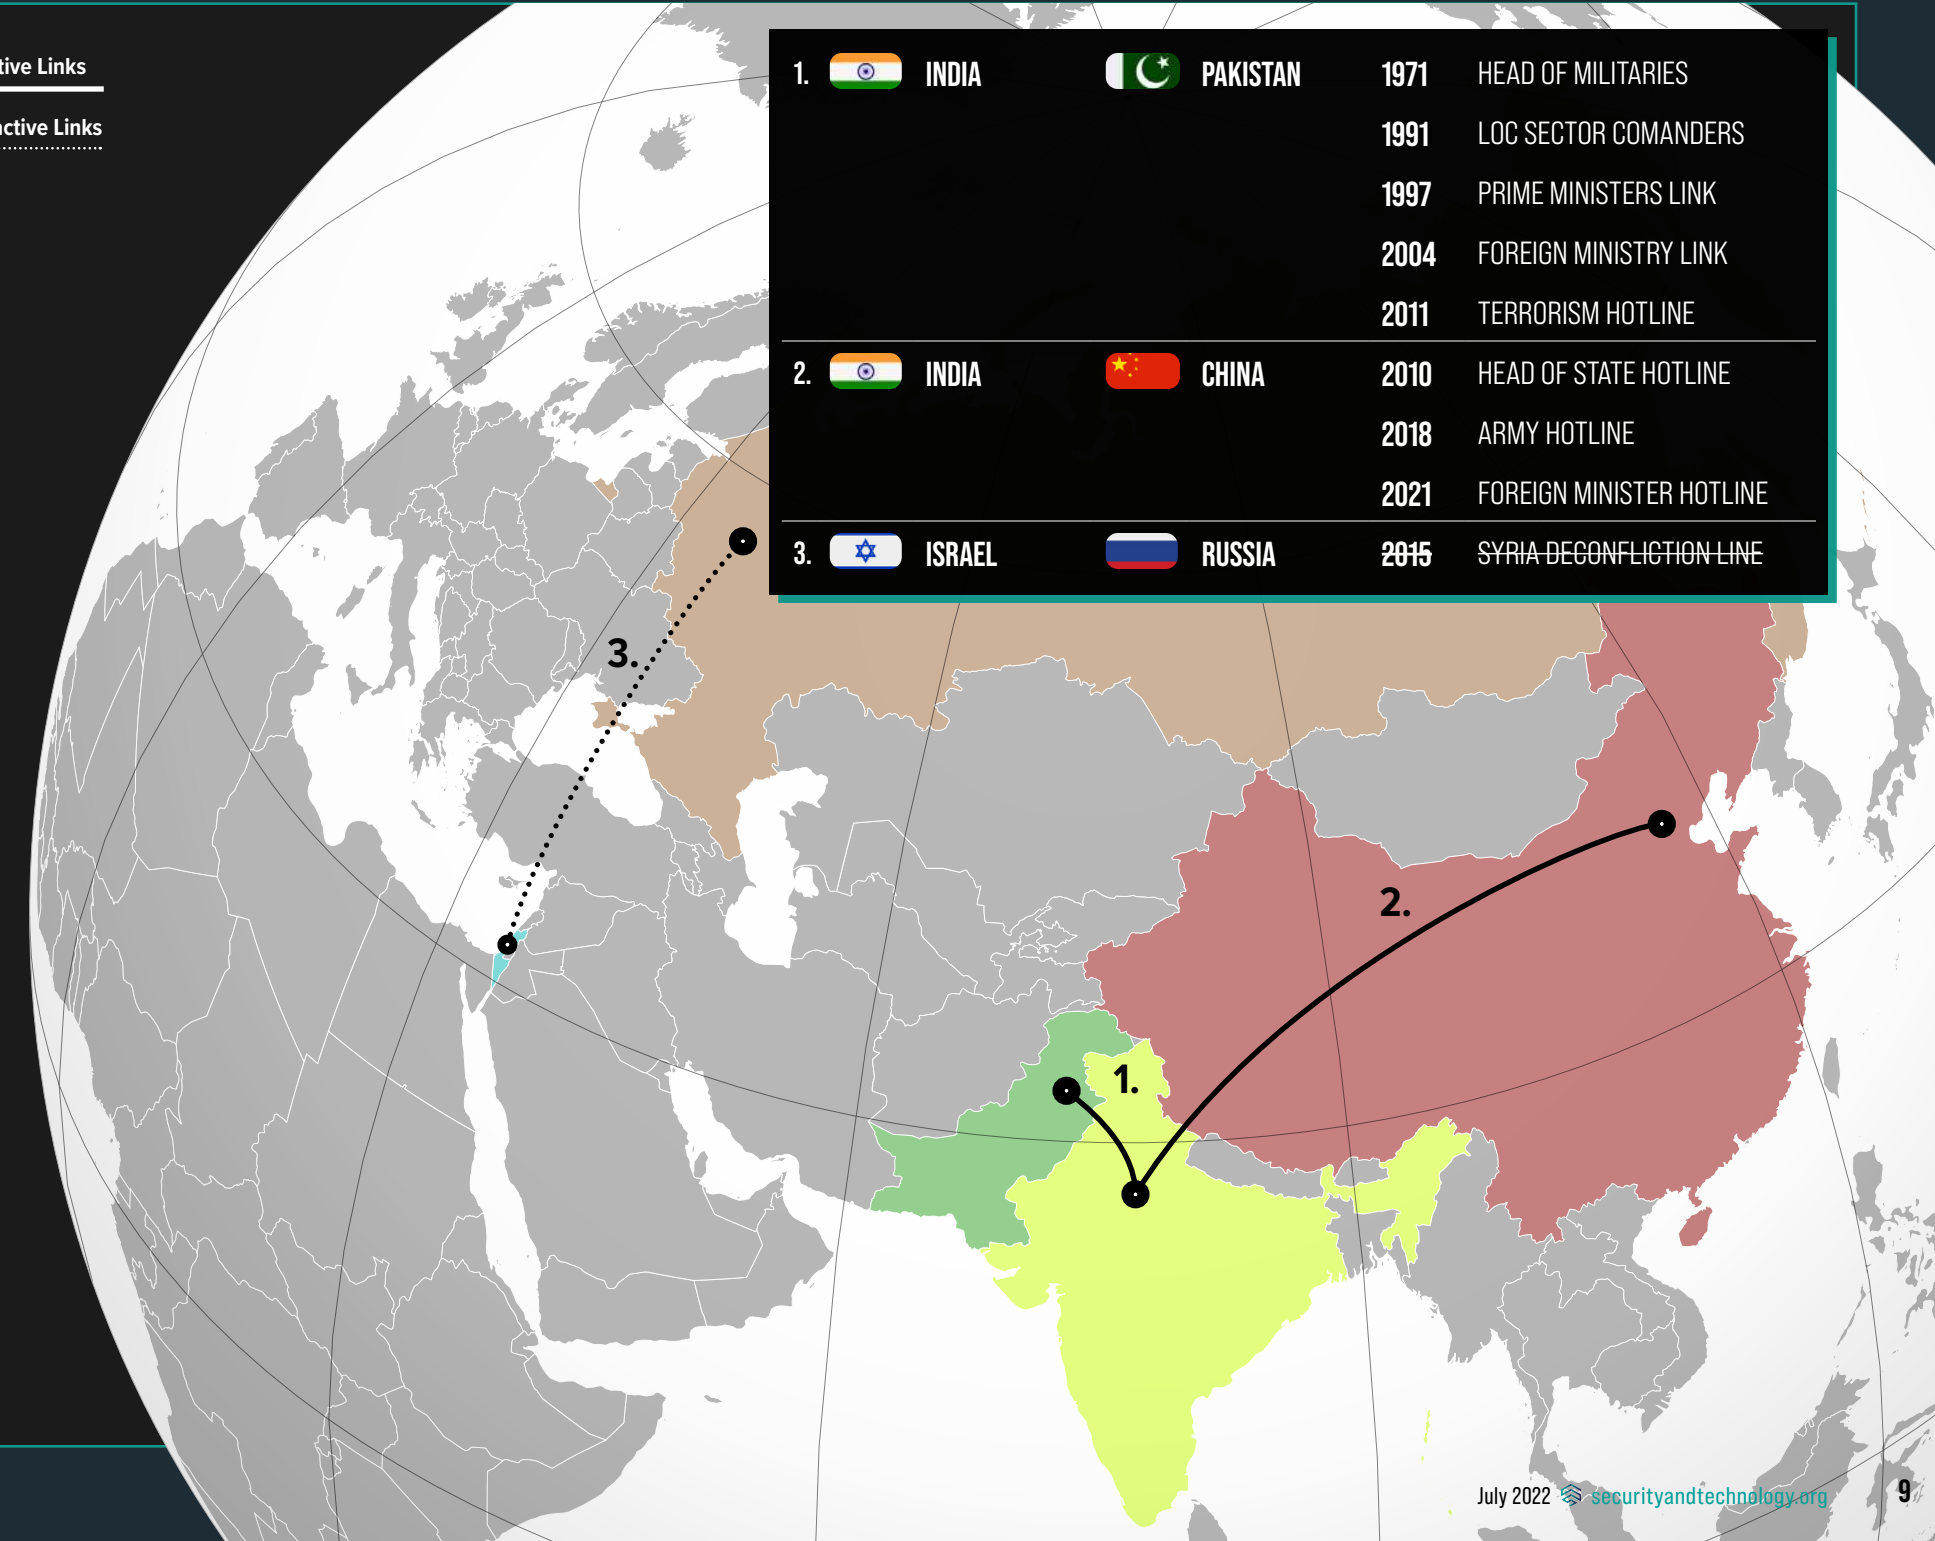 tive Links
active Links
1. INDIA PAKISTAN 1971 HEAD OF MILITARIES
1991 LOC SECTOR COMANDERS
1997 PRIME MINISTERS LINK
2004 FOREIGN MINISTRY LINK
2011 TERRORISM HOTLINE
2. INDIA CHINA 2010 HEAD OF STATE HOTLINE
2018 ARMY HOTLINE
2021 FOREIGN MINISTER HOTLINE
3. ISRAEL RUSSIA 2015 SYRIA DECONFLICTION LINE
3.
2.
1.
July 2022 securityandtechnology.org 9